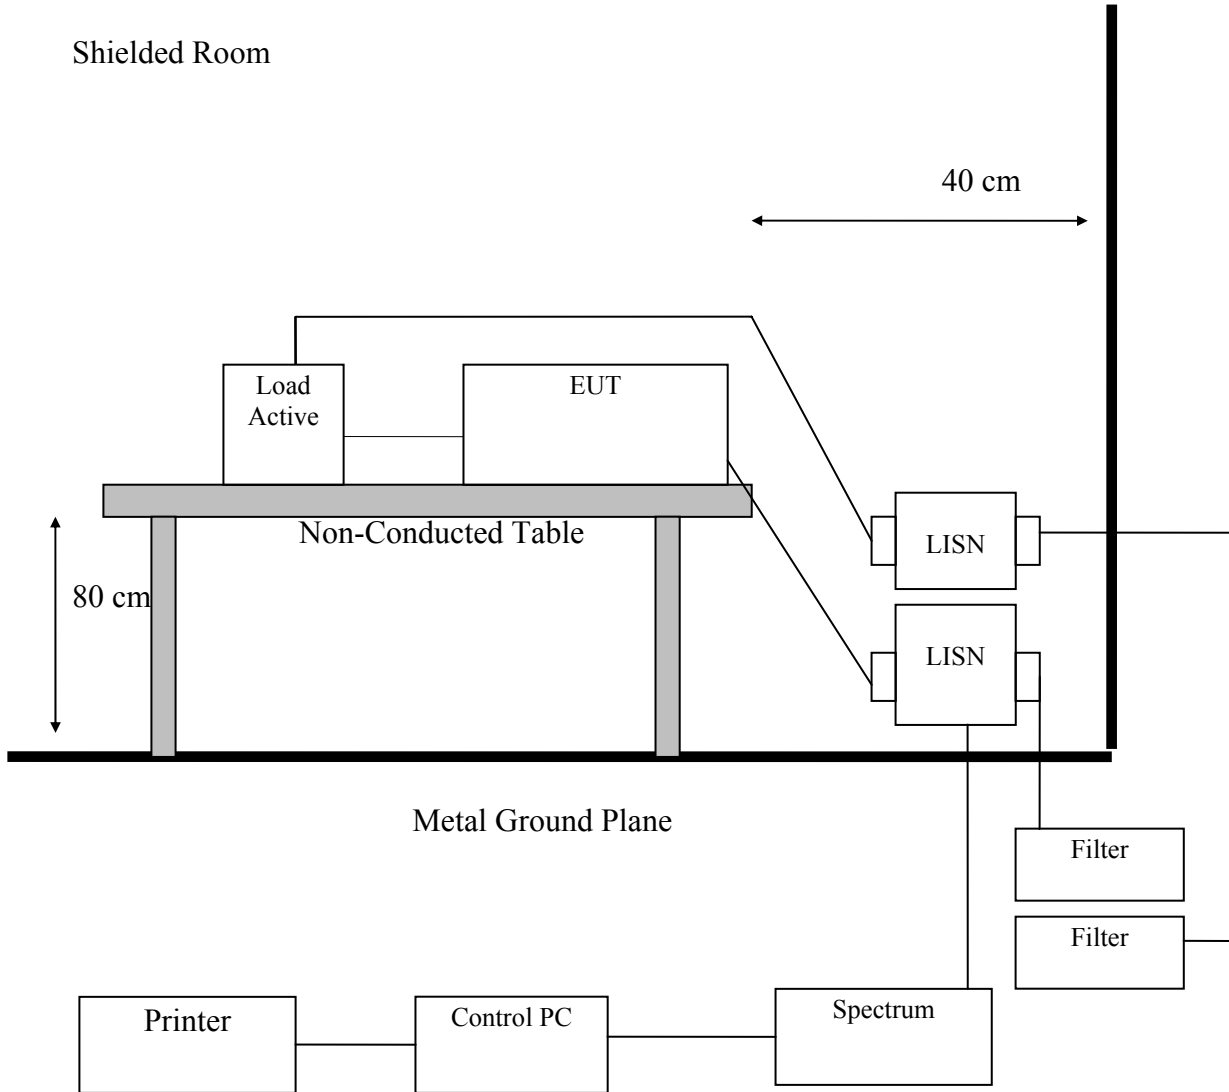 Shielded Room
40 cm
Load
Active
EUT
Non-Conducted Table
LISN
80 cm
LISN
Metal Ground Plane
Filter
Filter
Printer
Control PC
Spectrum